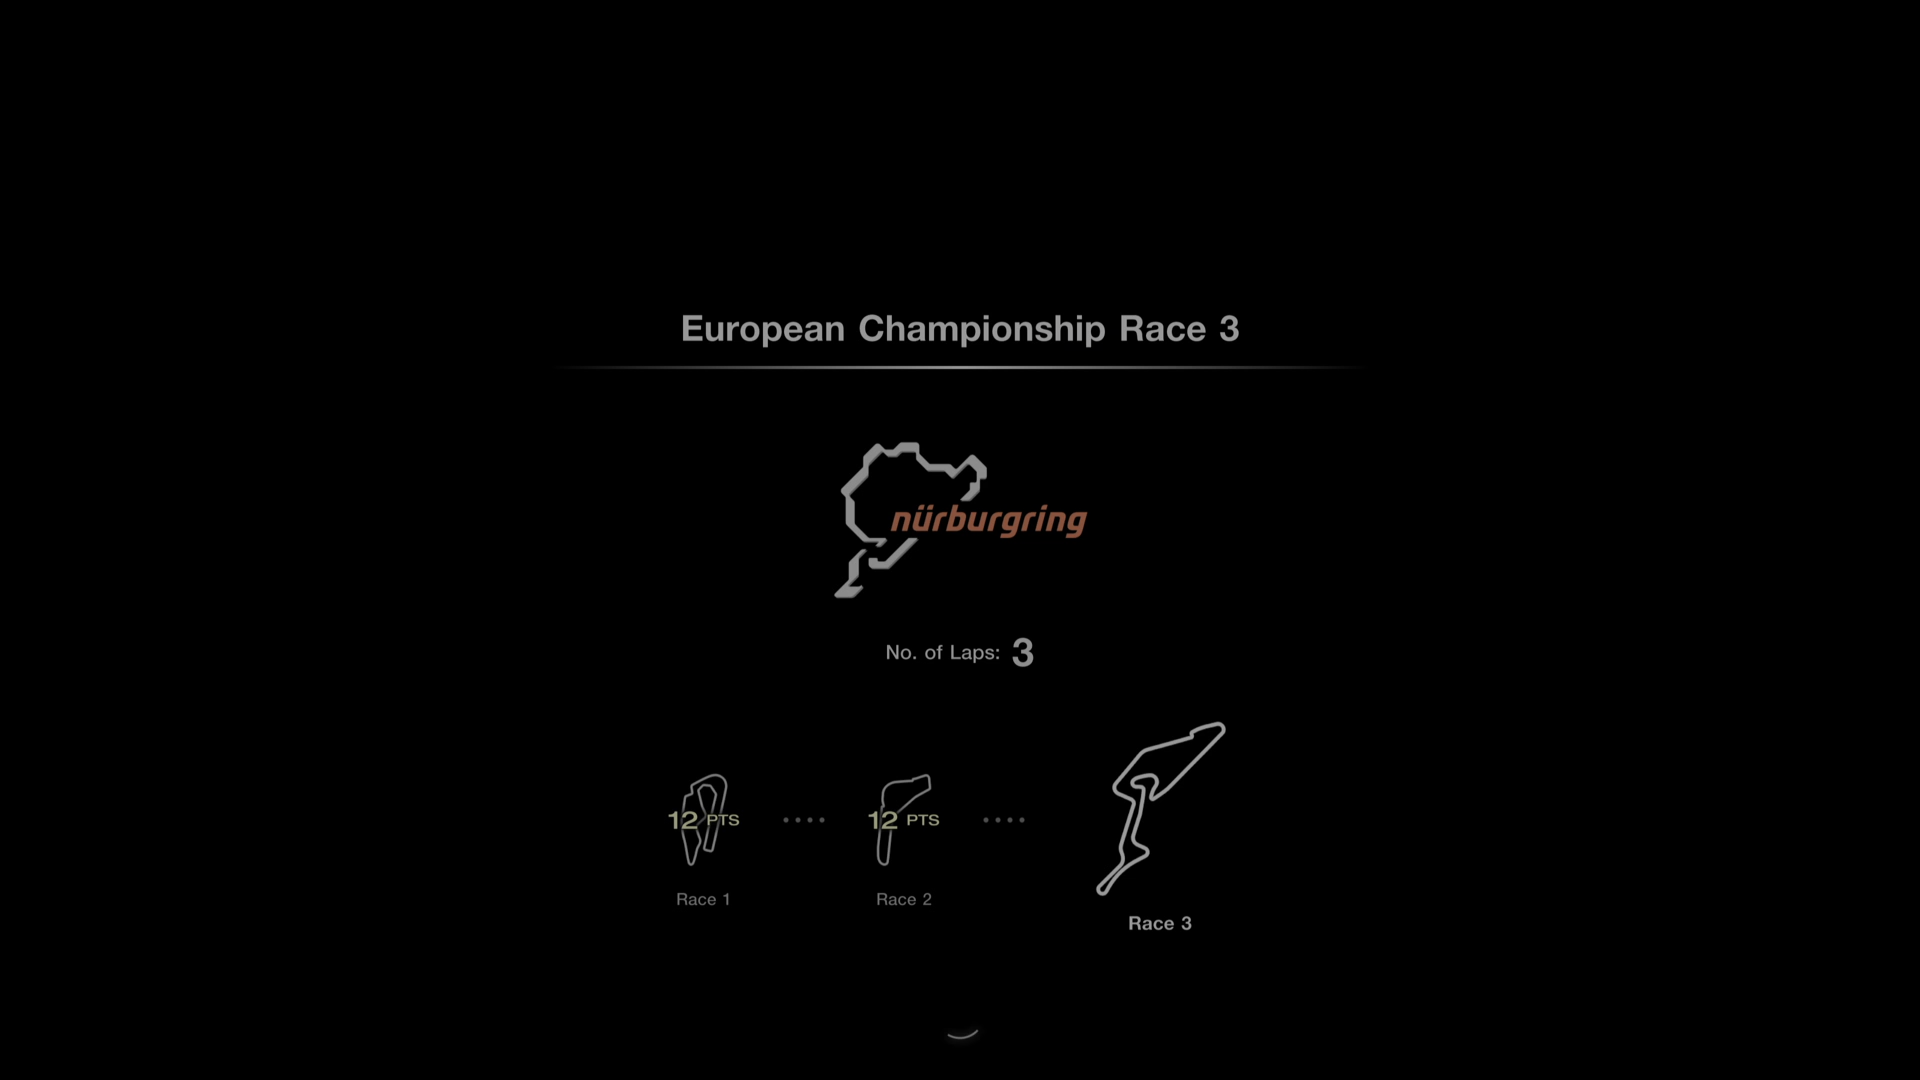 European Championship Race 3
nürburgring
No. of Laps: 3
12 PTS
12 PTS
Race 1
Race 2
Race 3